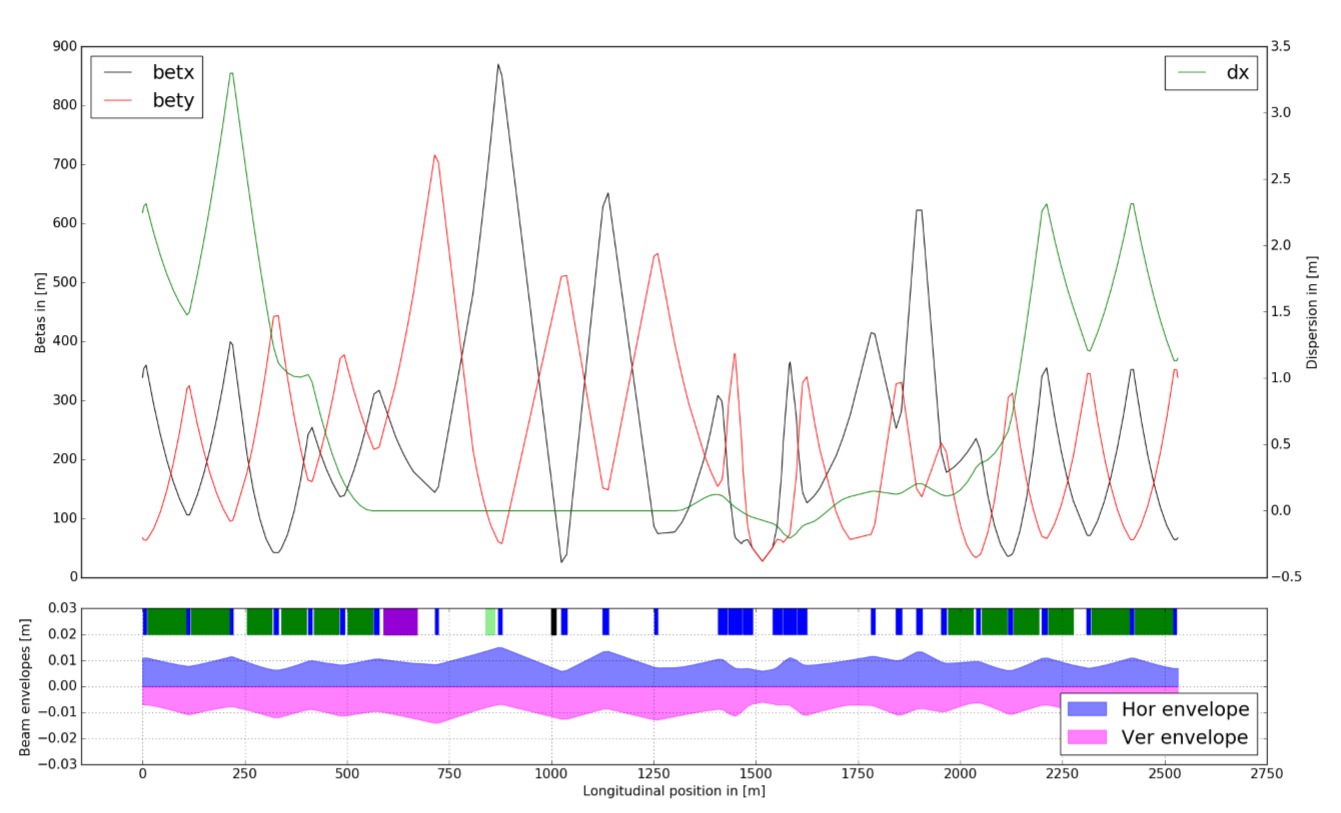 900
800
700
600
500
400
300
200
100
0
Betas in [m]
betx
bety
dx
3.5
3.0
2.5
2.0
1.5
1.0
0.5
0.0
−0.5
Dispersion in [m]
0.03
0.02
0.01
0.00
−0.01
−0.02
−0.03
Beam envelopes [m]
Hor envelope
Ver envelope
0 250 500 750 1000 1250 1500 1750 2000 2250 2500 2750
Longitudinal position in [m]